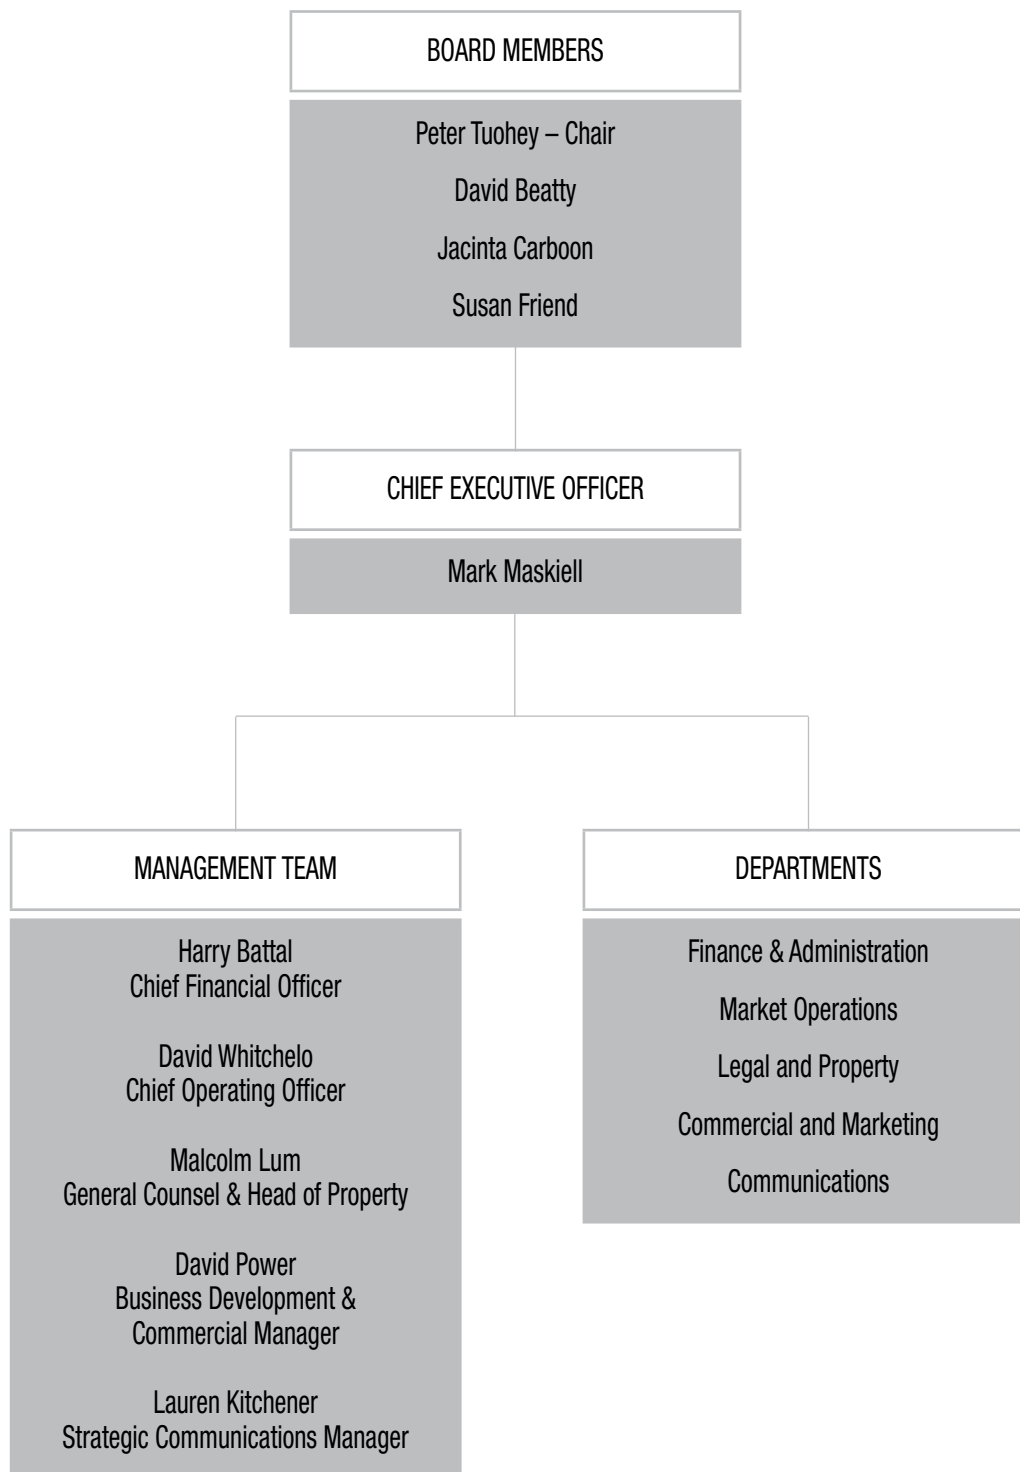 BOARD MEMBERS
Peter Tuohey – Chair
David Beatty
Jacinta Carboon
Susan Friend
CHIEF EXECUTIVE OFFICER
Mark Maskiell
MANAGEMENT TEAM
Harry Battal
Chief Financial Officer
David Whitchelo
Chief Operating Officer
Malcolm Lum
General Counsel & Head of Property
David Power
Business Development &
Commercial Manager
Lauren Kitchener
Strategic Communications Manager
DEPARTMENTS
Finance & Administration
Market Operations
Legal and Property
Commercial and Marketing
Communications